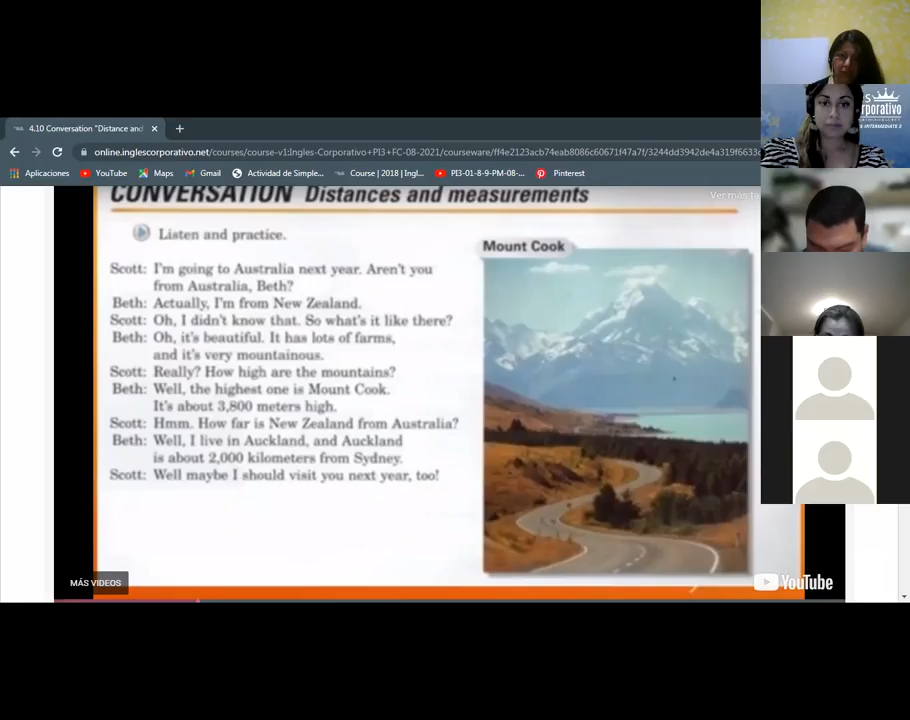 4.10 Conversation "Distance and
online.inglescorporativo.net/courses/course-v1:Ingles-Corporativo+PI3+FC-08-2021/courseware/ff4e2123acb74eab8086c60671f47a7f/3244dd3942de4a319f6633c
Aplicaciones YouTube Maps Gmail Actividad de Simple... Course | 2018 | Ingl... PI3-01-8-9-PM-08-... Pinterest
CONVERSATION Distances and measurements
Ver más ta
Listen and practice.
Mount Cook
Scott: I'm going to Australia next year. Aren't you
from Australia, Beth?
Beth: Actually, I'm from New Zealand.
Scott: Oh, I didn't know that. So what's it like there?
Beth: Oh, it's beautiful. It has lots of farms,
and it's very mountainous.
Scott: Really? How high are the mountains?
Beth: Well, the highest one is Mount Cook.
It's about 3,800 meters high.
Scott: Hmm. How far is New Zealand from Australia?
Beth: Well, I live in Auckland, and Auckland
is about 2,000 kilometers from Sydney.
Scott: Well maybe I should visit you next year, too!
MÁS VIDEOS
YouTube
rporativo
INTERMEDIATE 3